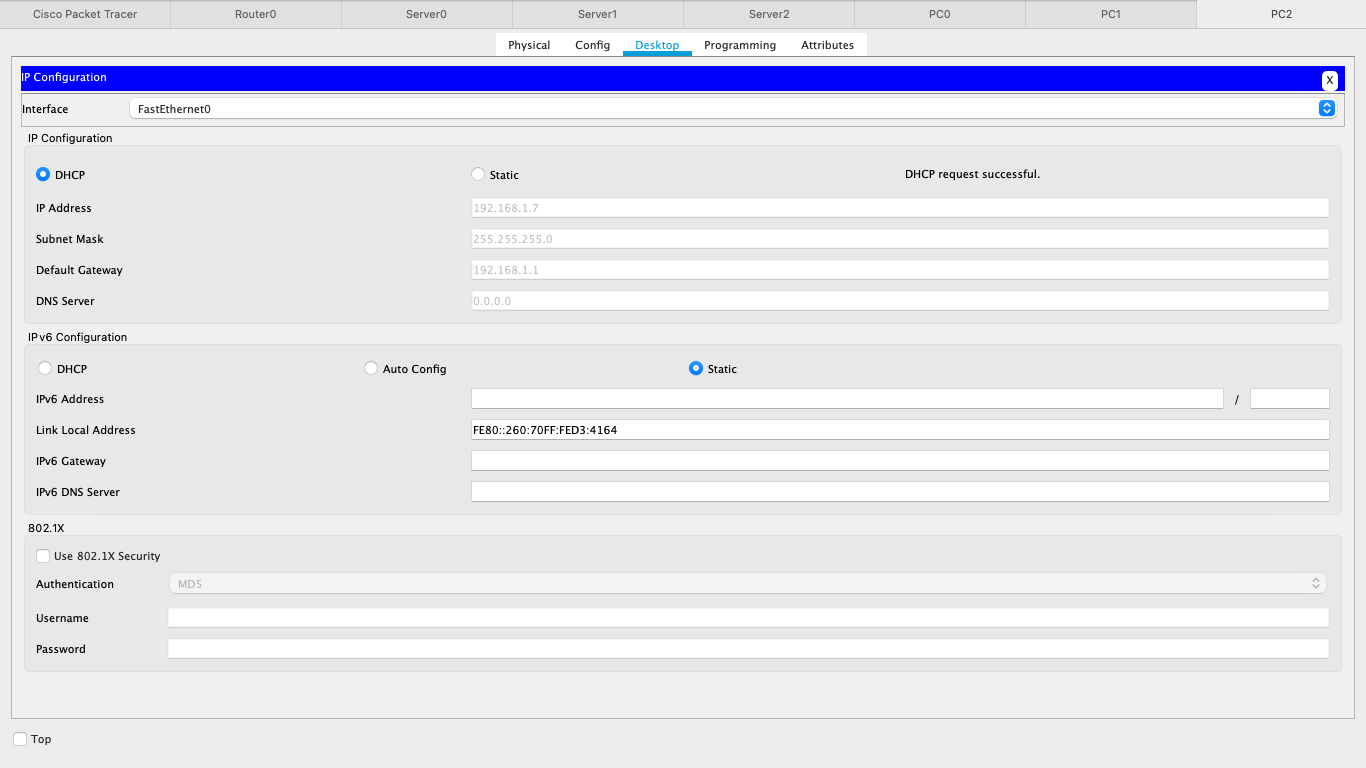 Cisco Packet Tracer Router0 Server0 Server1 Server2 PC0 PC1 PC2
Physical Config Desktop Programming Attributes
IP Configuration X
Interface FastEthernet0
IP Configuration
DHCP Static DHCP request successful.
IP Address 192.168.1.7
Subnet Mask 255.255.255.0
Default Gateway 192.168.1.1
DNS Server 0.0.0.0
IPv6 Configuration
DHCP Auto Config Static
IPv6 Address /
Link Local Address FE80::260:70FF:FED3:4164
IPv6 Gateway
IPv6 DNS Server
802.1X
Use 802.1X Security
Authentication MD5
Username
Password
Top